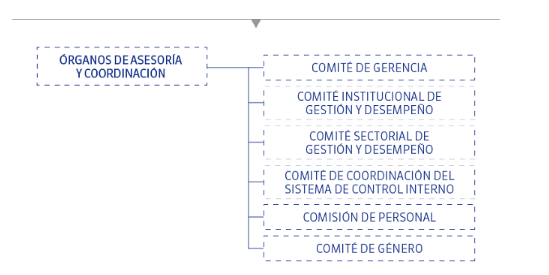 ÓRGANOS DE ASESORÍA
Y COORDINACIÓN
COMITÉ DE GERENCIA
COMITÉ INSTITUCIONAL DE
GESTIÓN Y DESEMPEÑO
COMITÉ SECTORIAL DE
GESTIÓN Y DESEMPEÑO
COMITÉ DE COORDINACIÓN DEL
SISTEMA DE CONTROL INTERNO
COMISIÓN DE PERSONAL
COMITÉ DE GÉNERO